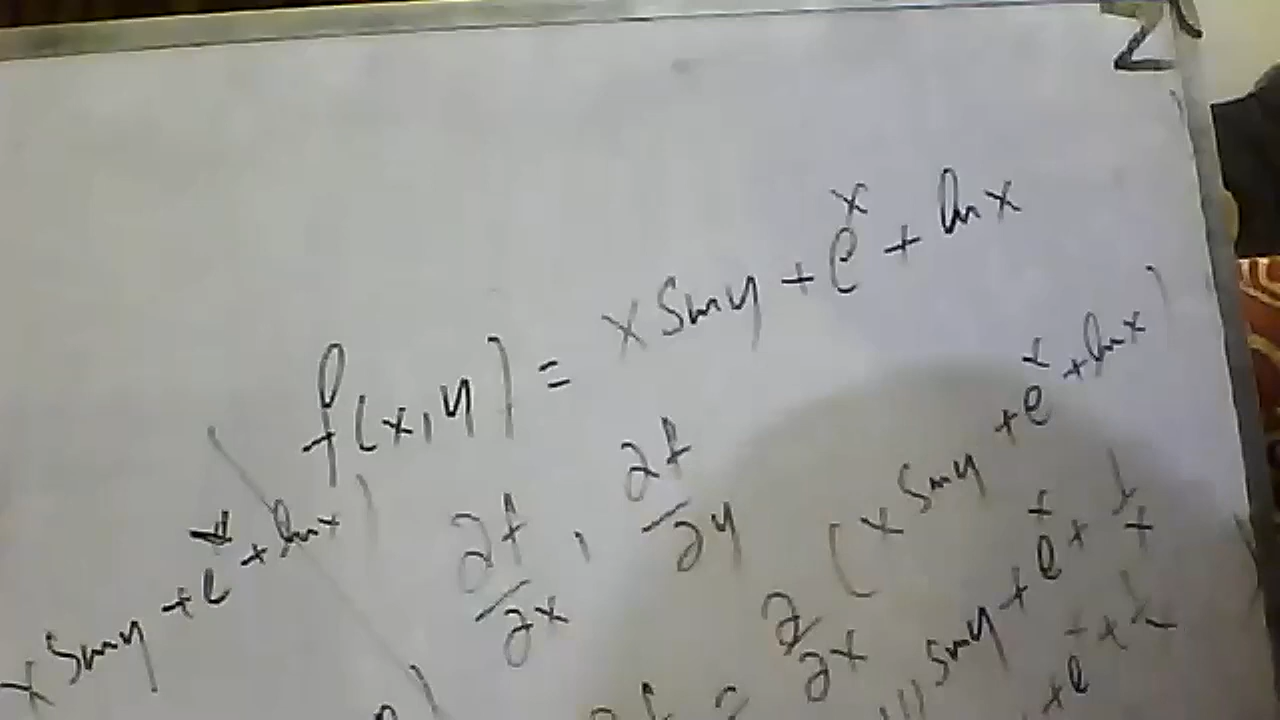 Σ
f(x,y) = x sin y + e^x + ln x
∂f/∂x , ∂f/∂y
∂/∂x (x sin y + e^x + ln x)
sin y + e^x + 1/x
x sin y + e^x + ln x)